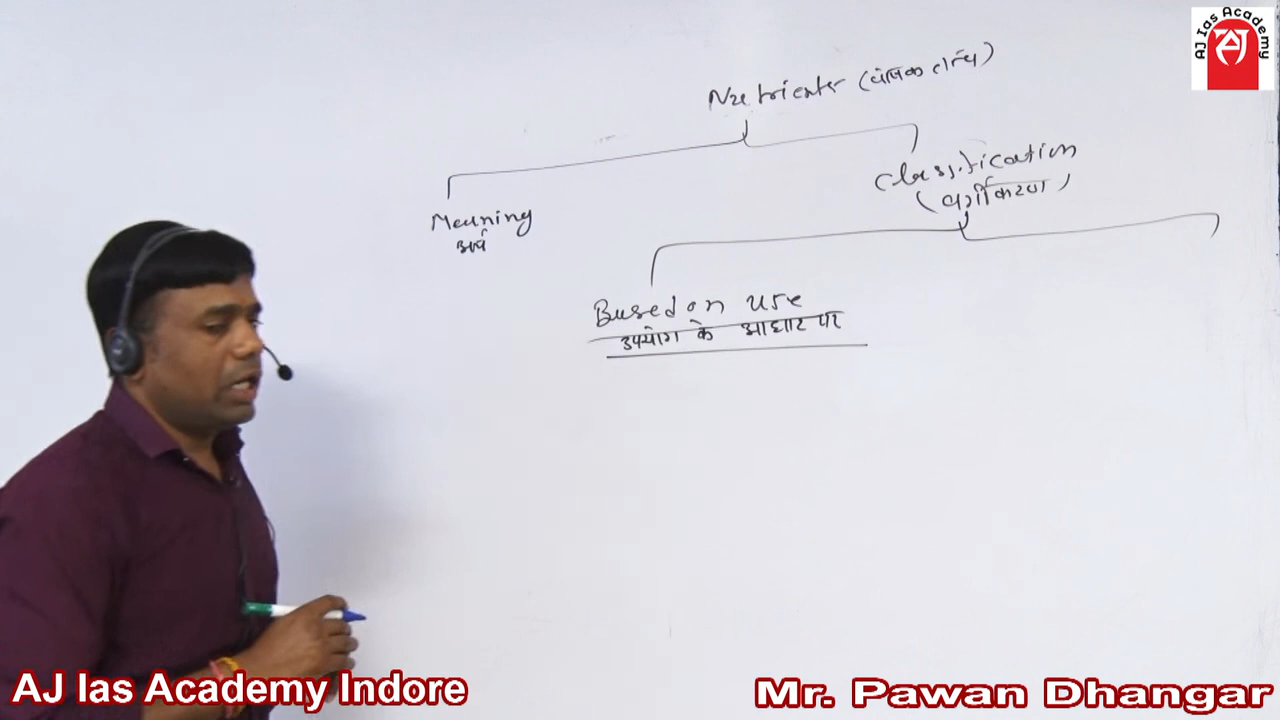 AJ Ias Academy
Nutrients (पोषक तत्व)
Classification
(वर्गीकरण)
Meaning
अर्थ
Based on use
उपयोग के आधार पर
AJ Ias Academy Indore
Mr. Pawan Dhangar